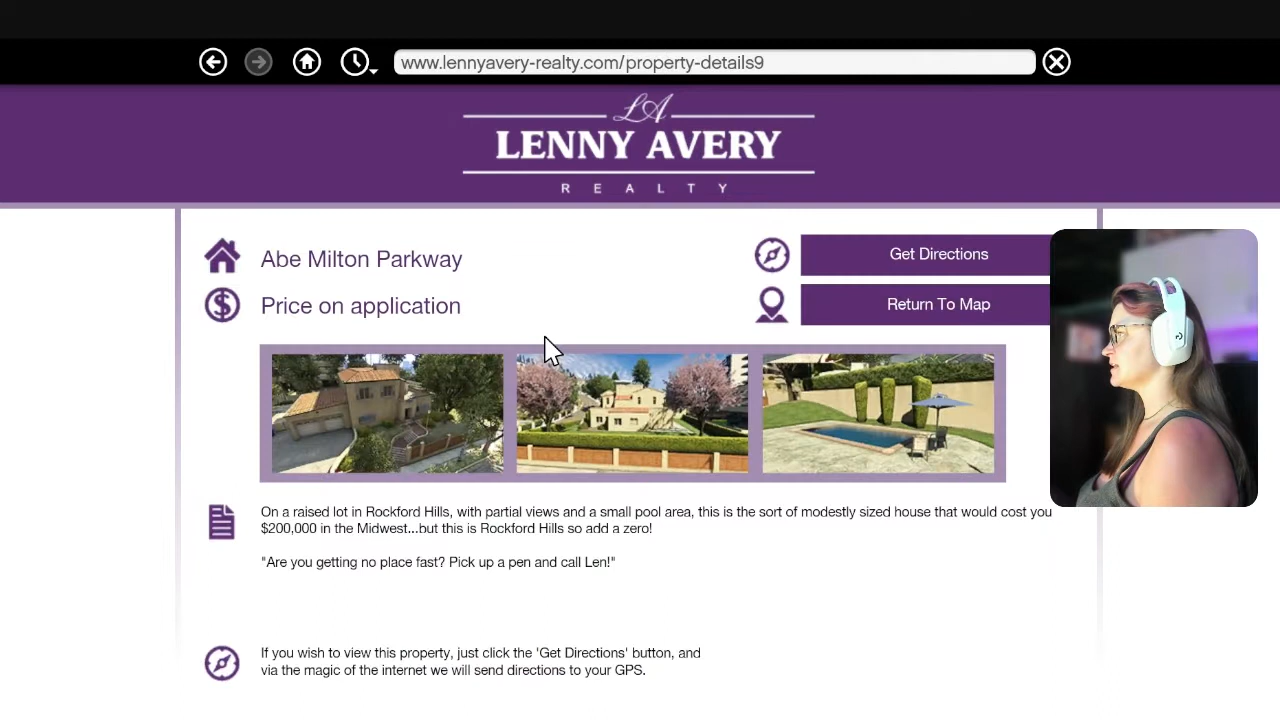 www.lennyavery-realty.com/property-details9
LA
LENNY AVERY
REALTY
Abe Milton Parkway
Get Directions
Price on application
Return To Map
On a raised lot in Rockford Hills, with partial views and a small pool area, this is the sort of modestly sized house that would cost you
$200,000 in the Midwest...but this is Rockford Hills so add a zero!
"Are you getting no place fast? Pick up a pen and call Len!"
If you wish to view this property, just click the 'Get Directions' button, and
via the magic of the internet we will send directions to your GPS.